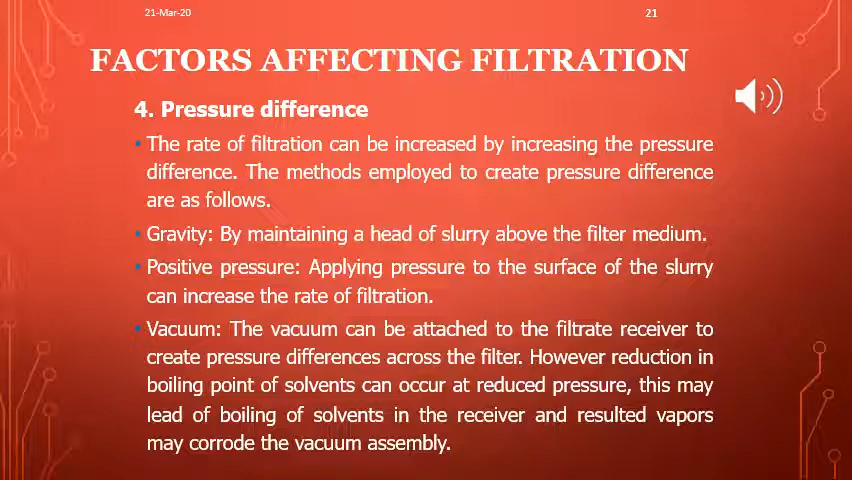 21-Mar-20
21
FACTORS AFFECTING FILTRATION
4. Pressure difference
• The rate of filtration can be increased by increasing the pressure
difference. The methods employed to create pressure difference
are as follows.
• Gravity: By maintaining a head of slurry above the filter medium.
• Positive pressure: Applying pressure to the surface of the slurry
can increase the rate of filtration.
• Vacuum: The vacuum can be attached to the filtrate receiver to
create pressure differences across the filter. However reduction in
boiling point of solvents can occur at reduced pressure, this may
lead of boiling of solvents in the receiver and resulted vapors
may corrode the vacuum assembly.